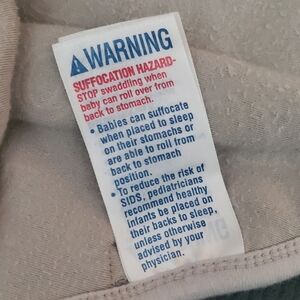 ⚠WARNING
SUFFOCATION HAZARD-
STOP swaddling when
baby can roll over from
back to stomach.
• Babies can suffocate
when placed to sleep
on their stomachs or
are able to roll from
back to stomach
position.
• To reduce the risk of
SIDS, pediatricians
recommend healthy
infants be placed on
their backs to sleep,
unless otherwise
advised by your
physician.